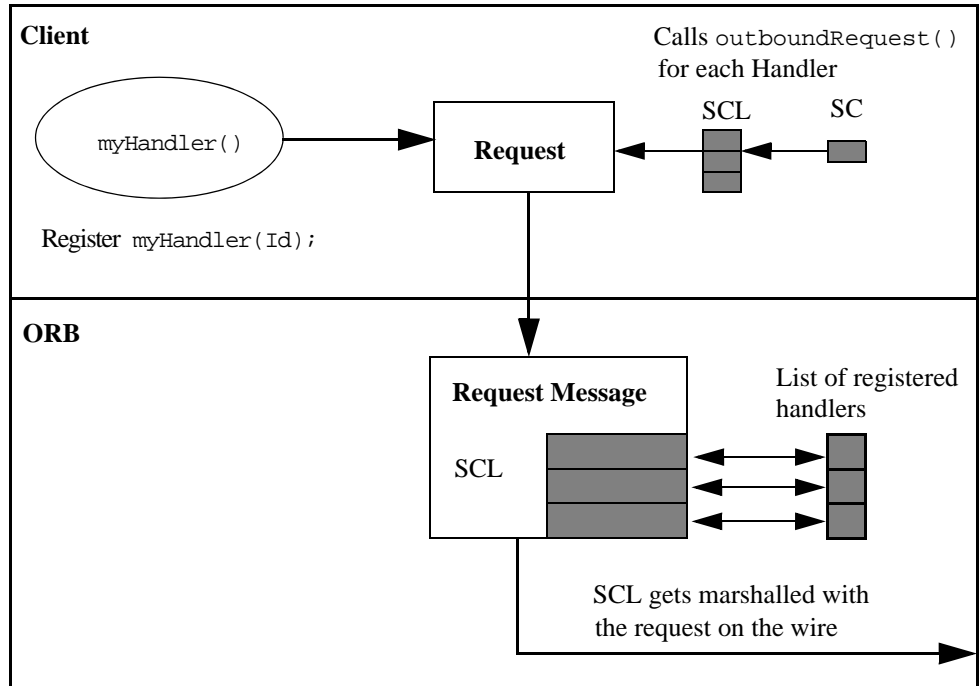 Client
Calls outboundRequest()
for each Handler
SCL
SC
myHandler()
Request
Register myHandler(Id);
ORB
Request Message
List of registered
handlers
SCL
SCL gets marshalled with
the request on the wire